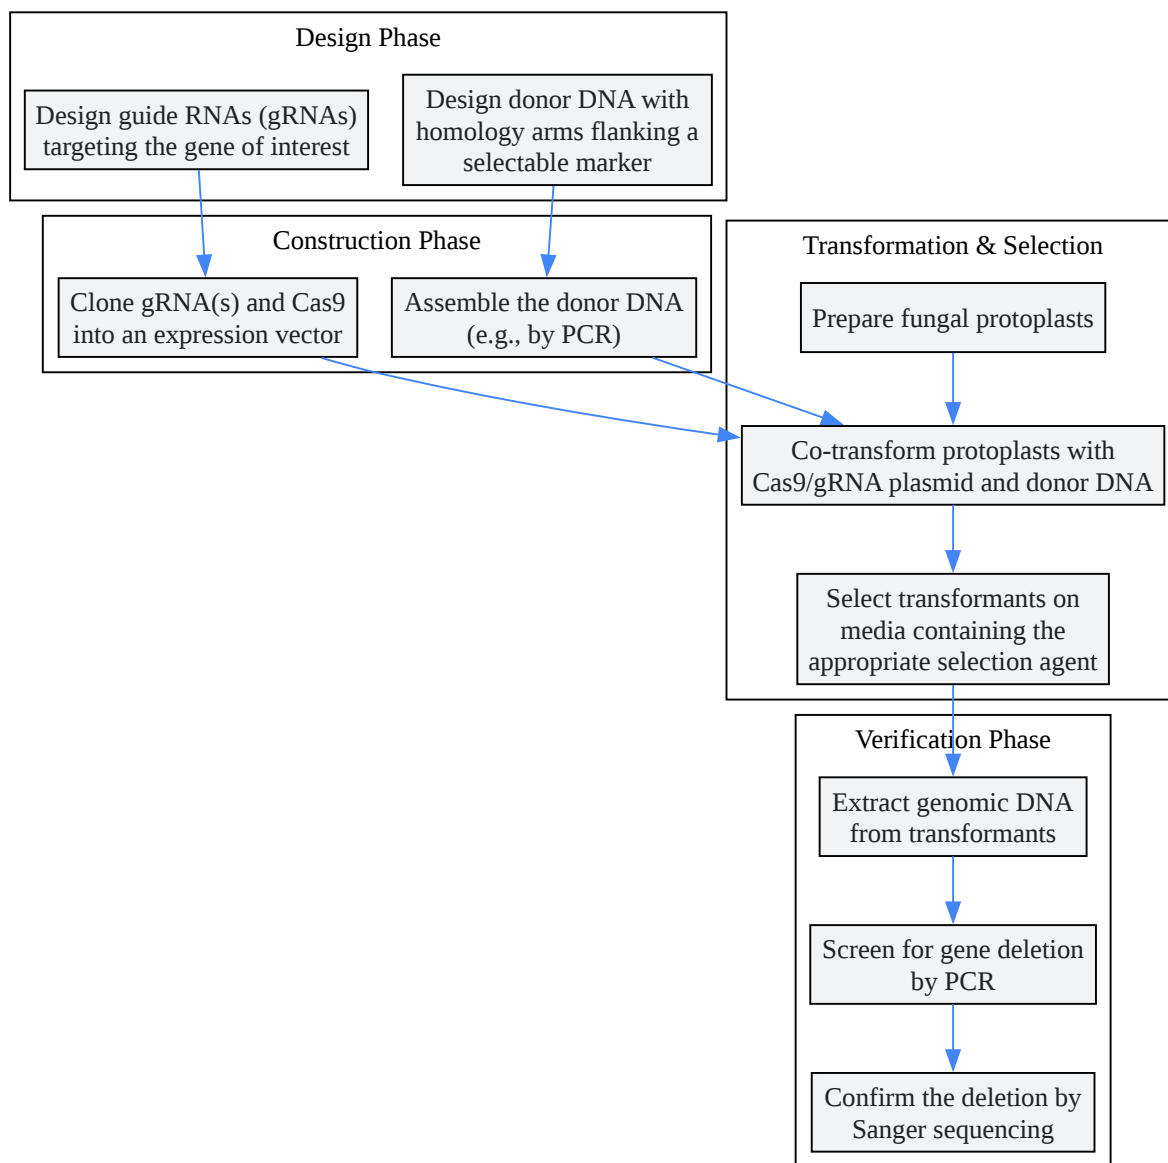 Design Phase
Design guide RNAs (gRNAs)
targeting the gene of interest
Design donor DNA with
homology arms flanking a
selectable marker
Construction Phase
Clone gRNA(s) and Cas9
into an expression vector
Assemble the donor DNA
(e.g., by PCR)
Transformation & Selection
Prepare fungal protoplasts
Co-transform protoplasts with
Cas9/gRNA plasmid and donor DNA
Select transformants on
media containing the
appropriate selection agent
Verification Phase
Extract genomic DNA
from transformants
Screen for gene deletion
by PCR
Confirm the deletion by
Sanger sequencing